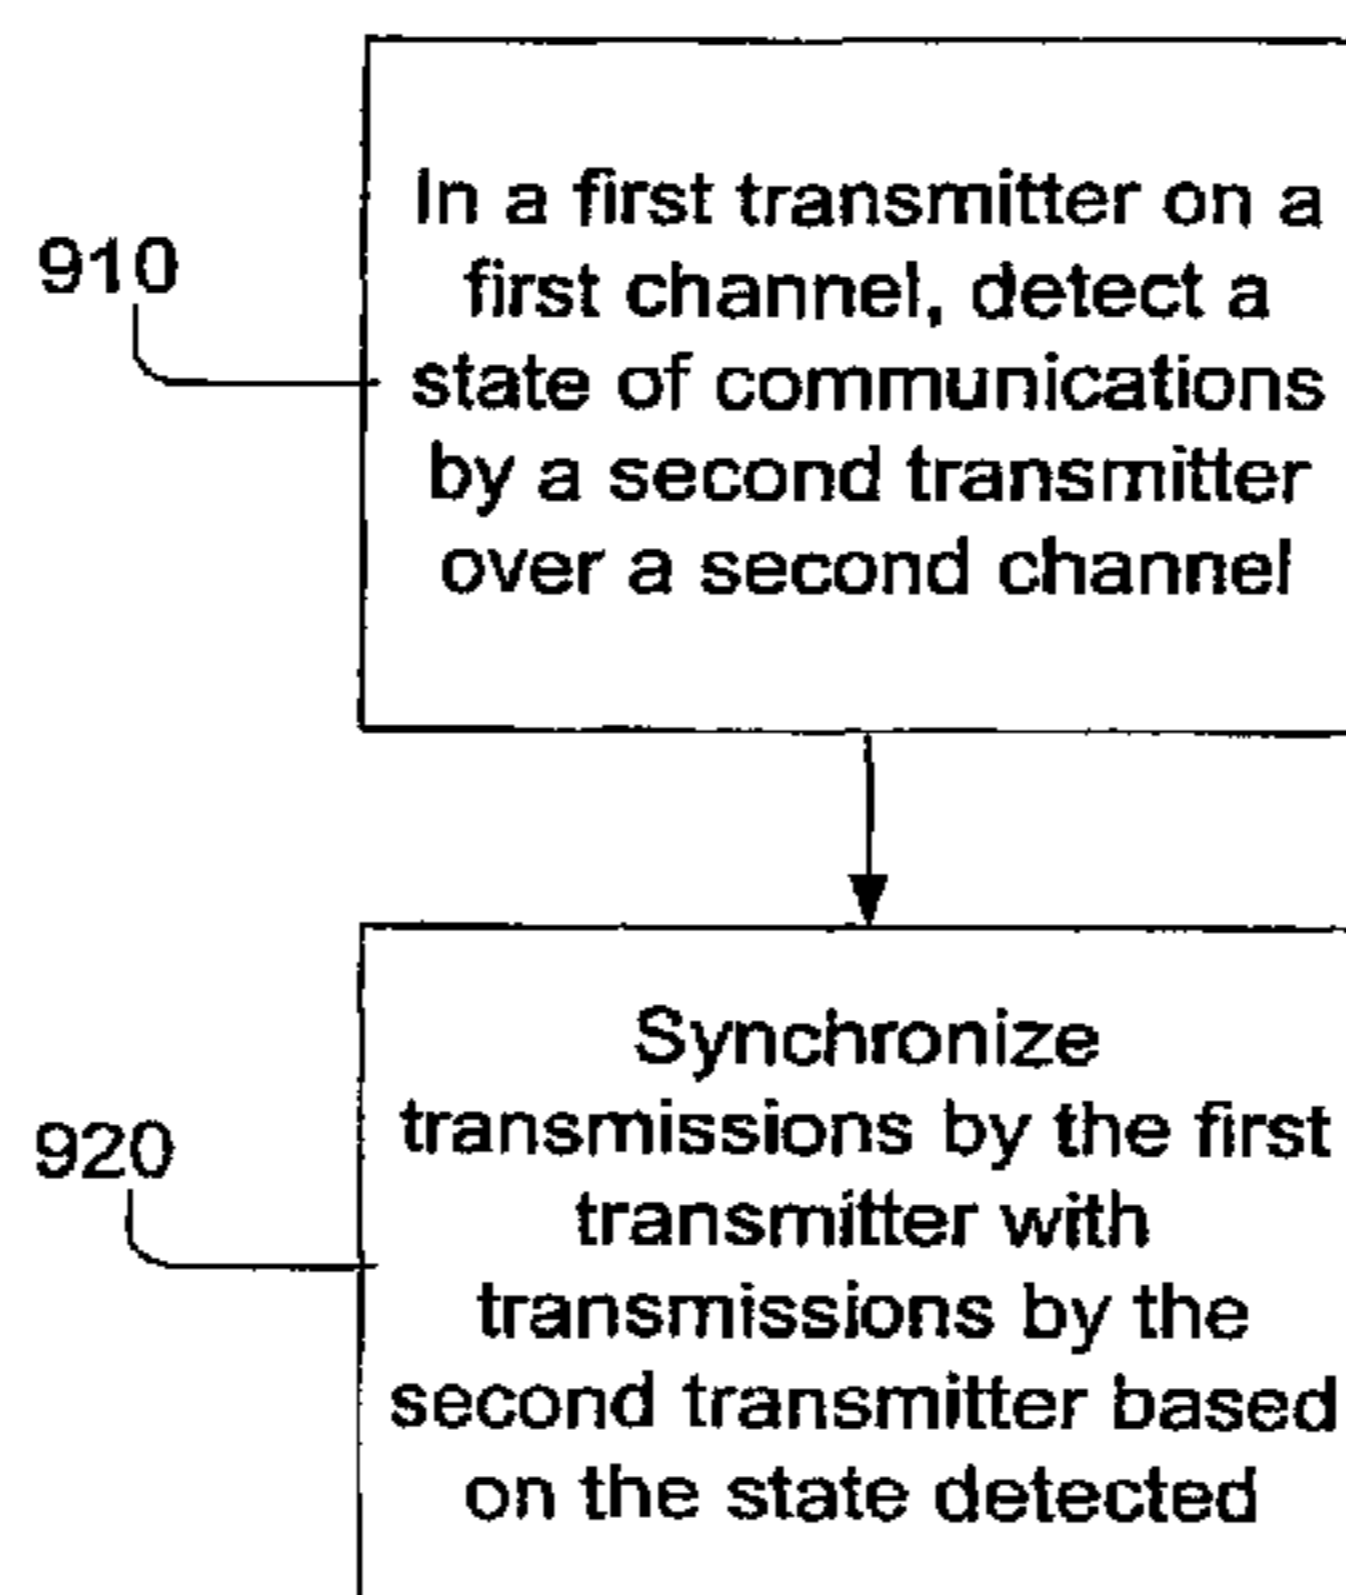 910
In a first transmitter on a
first channel, detect a
state of communications
by a second transmitter
over a second channel
920
Synchronize
transmissions by the first
transmitter with
transmissions by the
second transmitter based
on the state detected